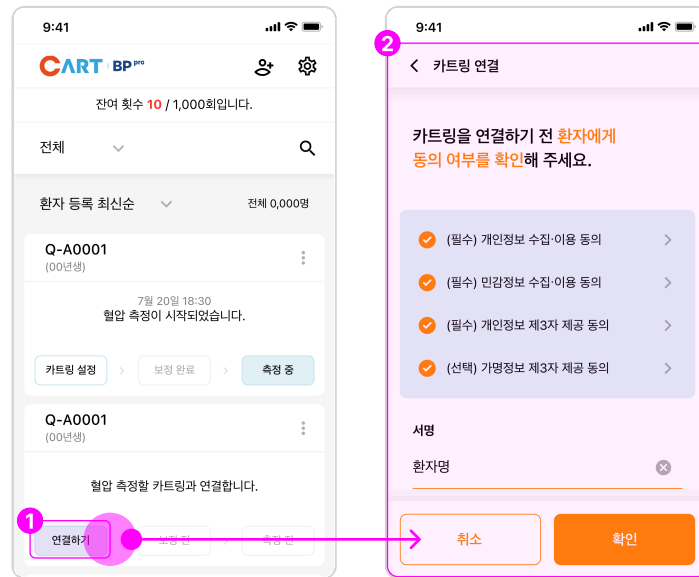 9:41
CART BP pro
잔여 횟수 10 / 1,000회입니다.
전체
환자 등록 최신순
전체 0,000명
Q-A0001
(00년생)
7월 20일 18:30
혈압 측정이 시작되었습니다.
카트링 설정
보정 완료
측정 중
Q-A0001
(00년생)
혈압 측정할 카트링과 연결합니다.
1
연결하기
보정 전
측정 전
2
9:41
카트링 연결
카트링을 연결하기 전 환자에게
동의 여부를 확인해 주세요.
(필수) 개인정보 수집·이용 동의
(필수) 민감정보 수집·이용 동의
(필수) 개인정보 제3자 제공 동의
(선택) 가명정보 제3자 제공 동의
서명
환자명
취소
확인